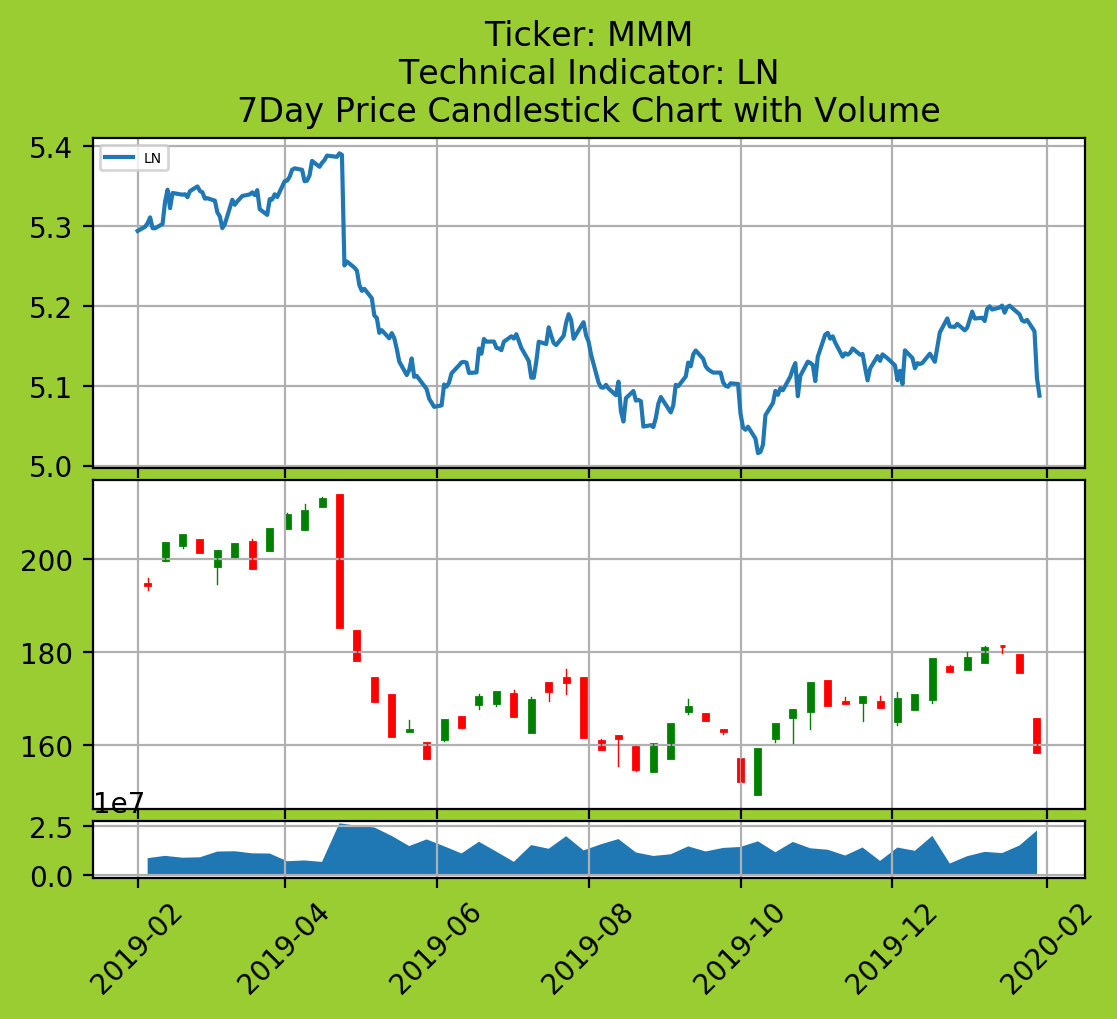 Ticker: MMM
Technical Indicator: LN
7Day Price Candlestick Chart with Volume
5.4
LN
5.3
5.2
5.1
5.0
200
180
160
1e7
2.5
0.0
2019-02 2019-04 2019-06 2019-08 2019-10 2019-12 2020-02